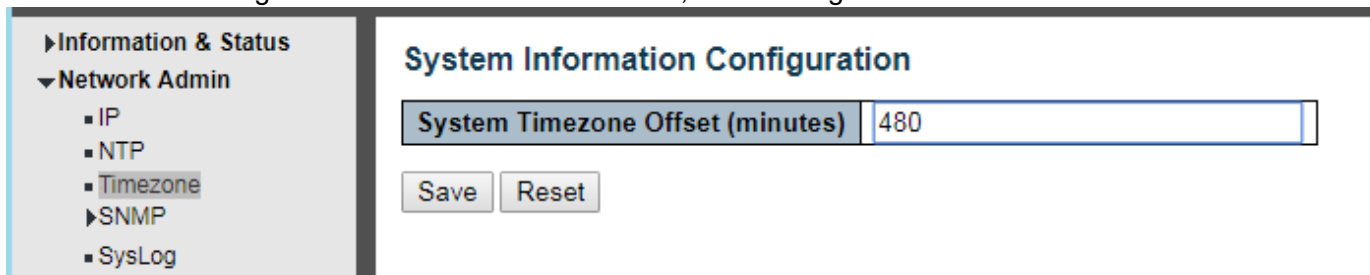 Information & Status
Network Admin
IP
NTP
Timezone
SNMP
SysLog
System Information Configuration
System Timezone Offset (minutes) 480
Save Reset